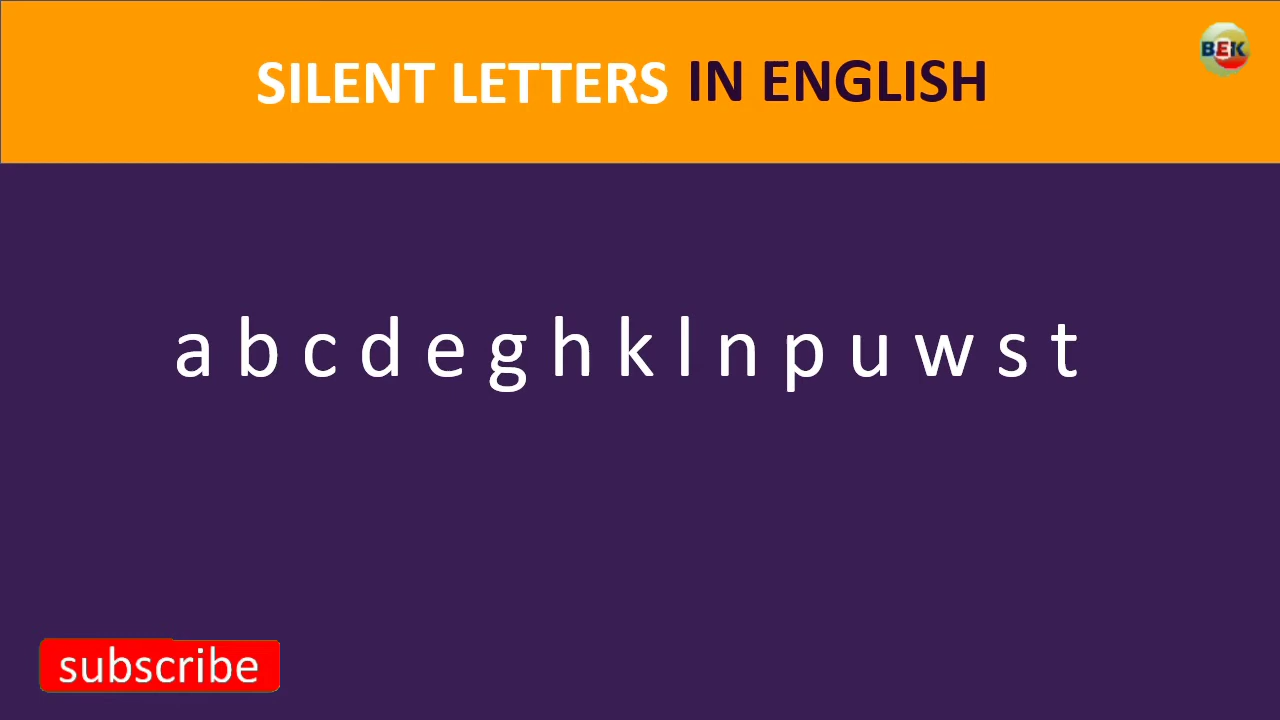 BEK
SILENT LETTERS IN ENGLISH
a b c d e g h k l n p u w s t
subscribe